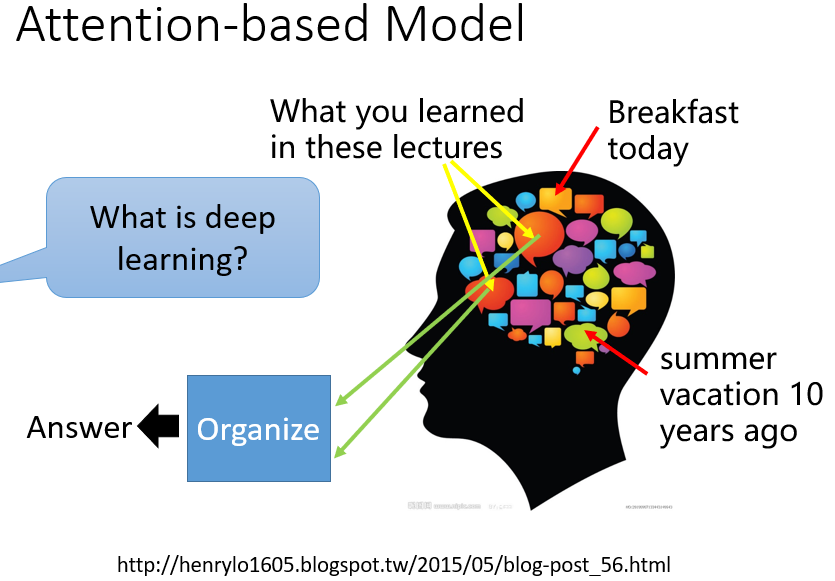 Attention-based Model
What you learned
in these lectures
Breakfast
today
What is deep
learning?
summer
vacation 10
years ago
Answer
Organize
http://henrylo1605.blogspot.tw/2015/05/blog-post_56.html